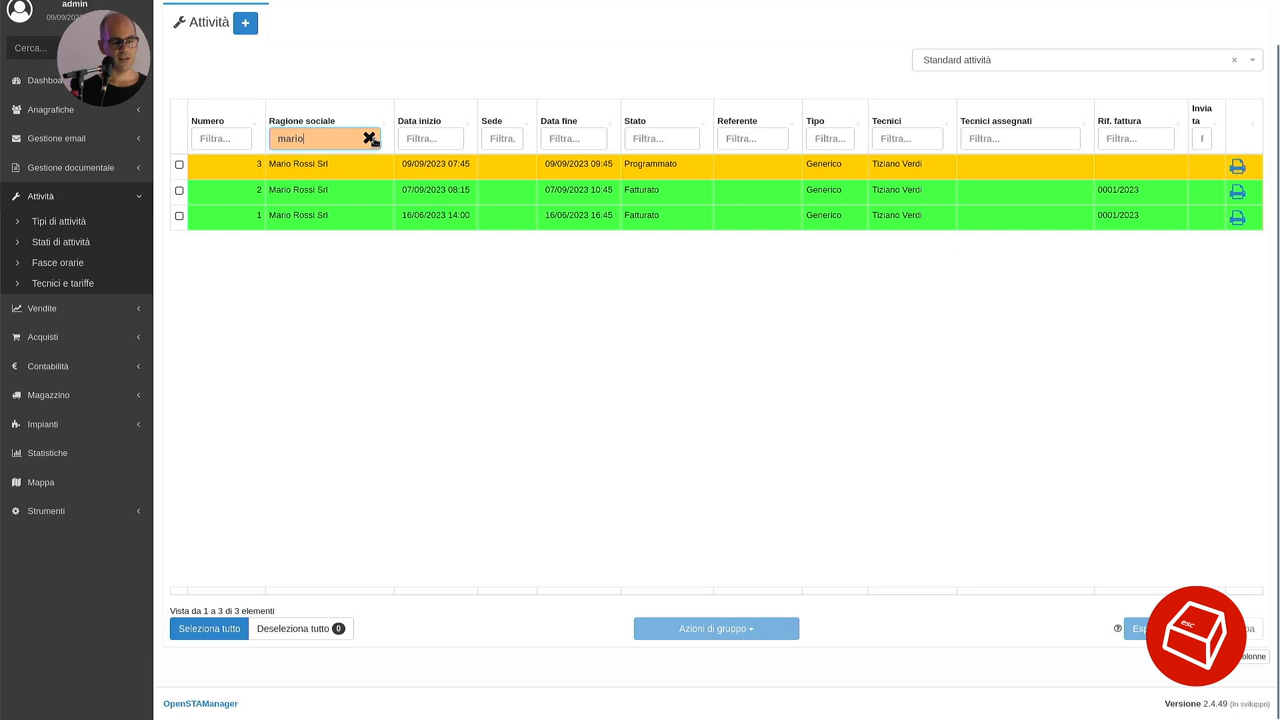 admin
09/09/202
Cerca...
Dashboa
Anagrafiche
Gestione email
Gestione documentale
Attività
Tipi di attività
Stati di attività
Fasce orarie
Tecnici e tariffe
Vendite
Acquisti
Contabilità
Magazzino
Impianti
Statistiche
Mappa
Strumenti
Attività +
Standard attività × 
Numero Ragione sociale Data inizio Sede Data fine Stato Referente Tipo Tecnici Tecnici assegnati Rif. fattura Invia ta
Filtra... mario Filtra... Filtra. Filtra... Filtra... Filtra... Filtra... Filtra... Filtra... Filtra...
3 Mario Rossi Srl 09/09/2023 07:45 09/09/2023 09:45 Programmato Generico Tiziano Verdi
2 Mario Rossi Srl 07/09/2023 08:15 07/09/2023 10:45 Fatturato Generico Tiziano Verdi 0001/2023
1 Mario Rossi Srl 16/06/2023 14:00 16/06/2023 16:45 Fatturato Generico Tiziano Verdi 0001/2023
Vista da 1 a 3 di 3 elementi
Seleziona tutto Deseleziona tutto 0 Azioni di gruppo Esp pa
esc
olonne
OpenSTAManager Versione 2.4.49 (In sviluppo)